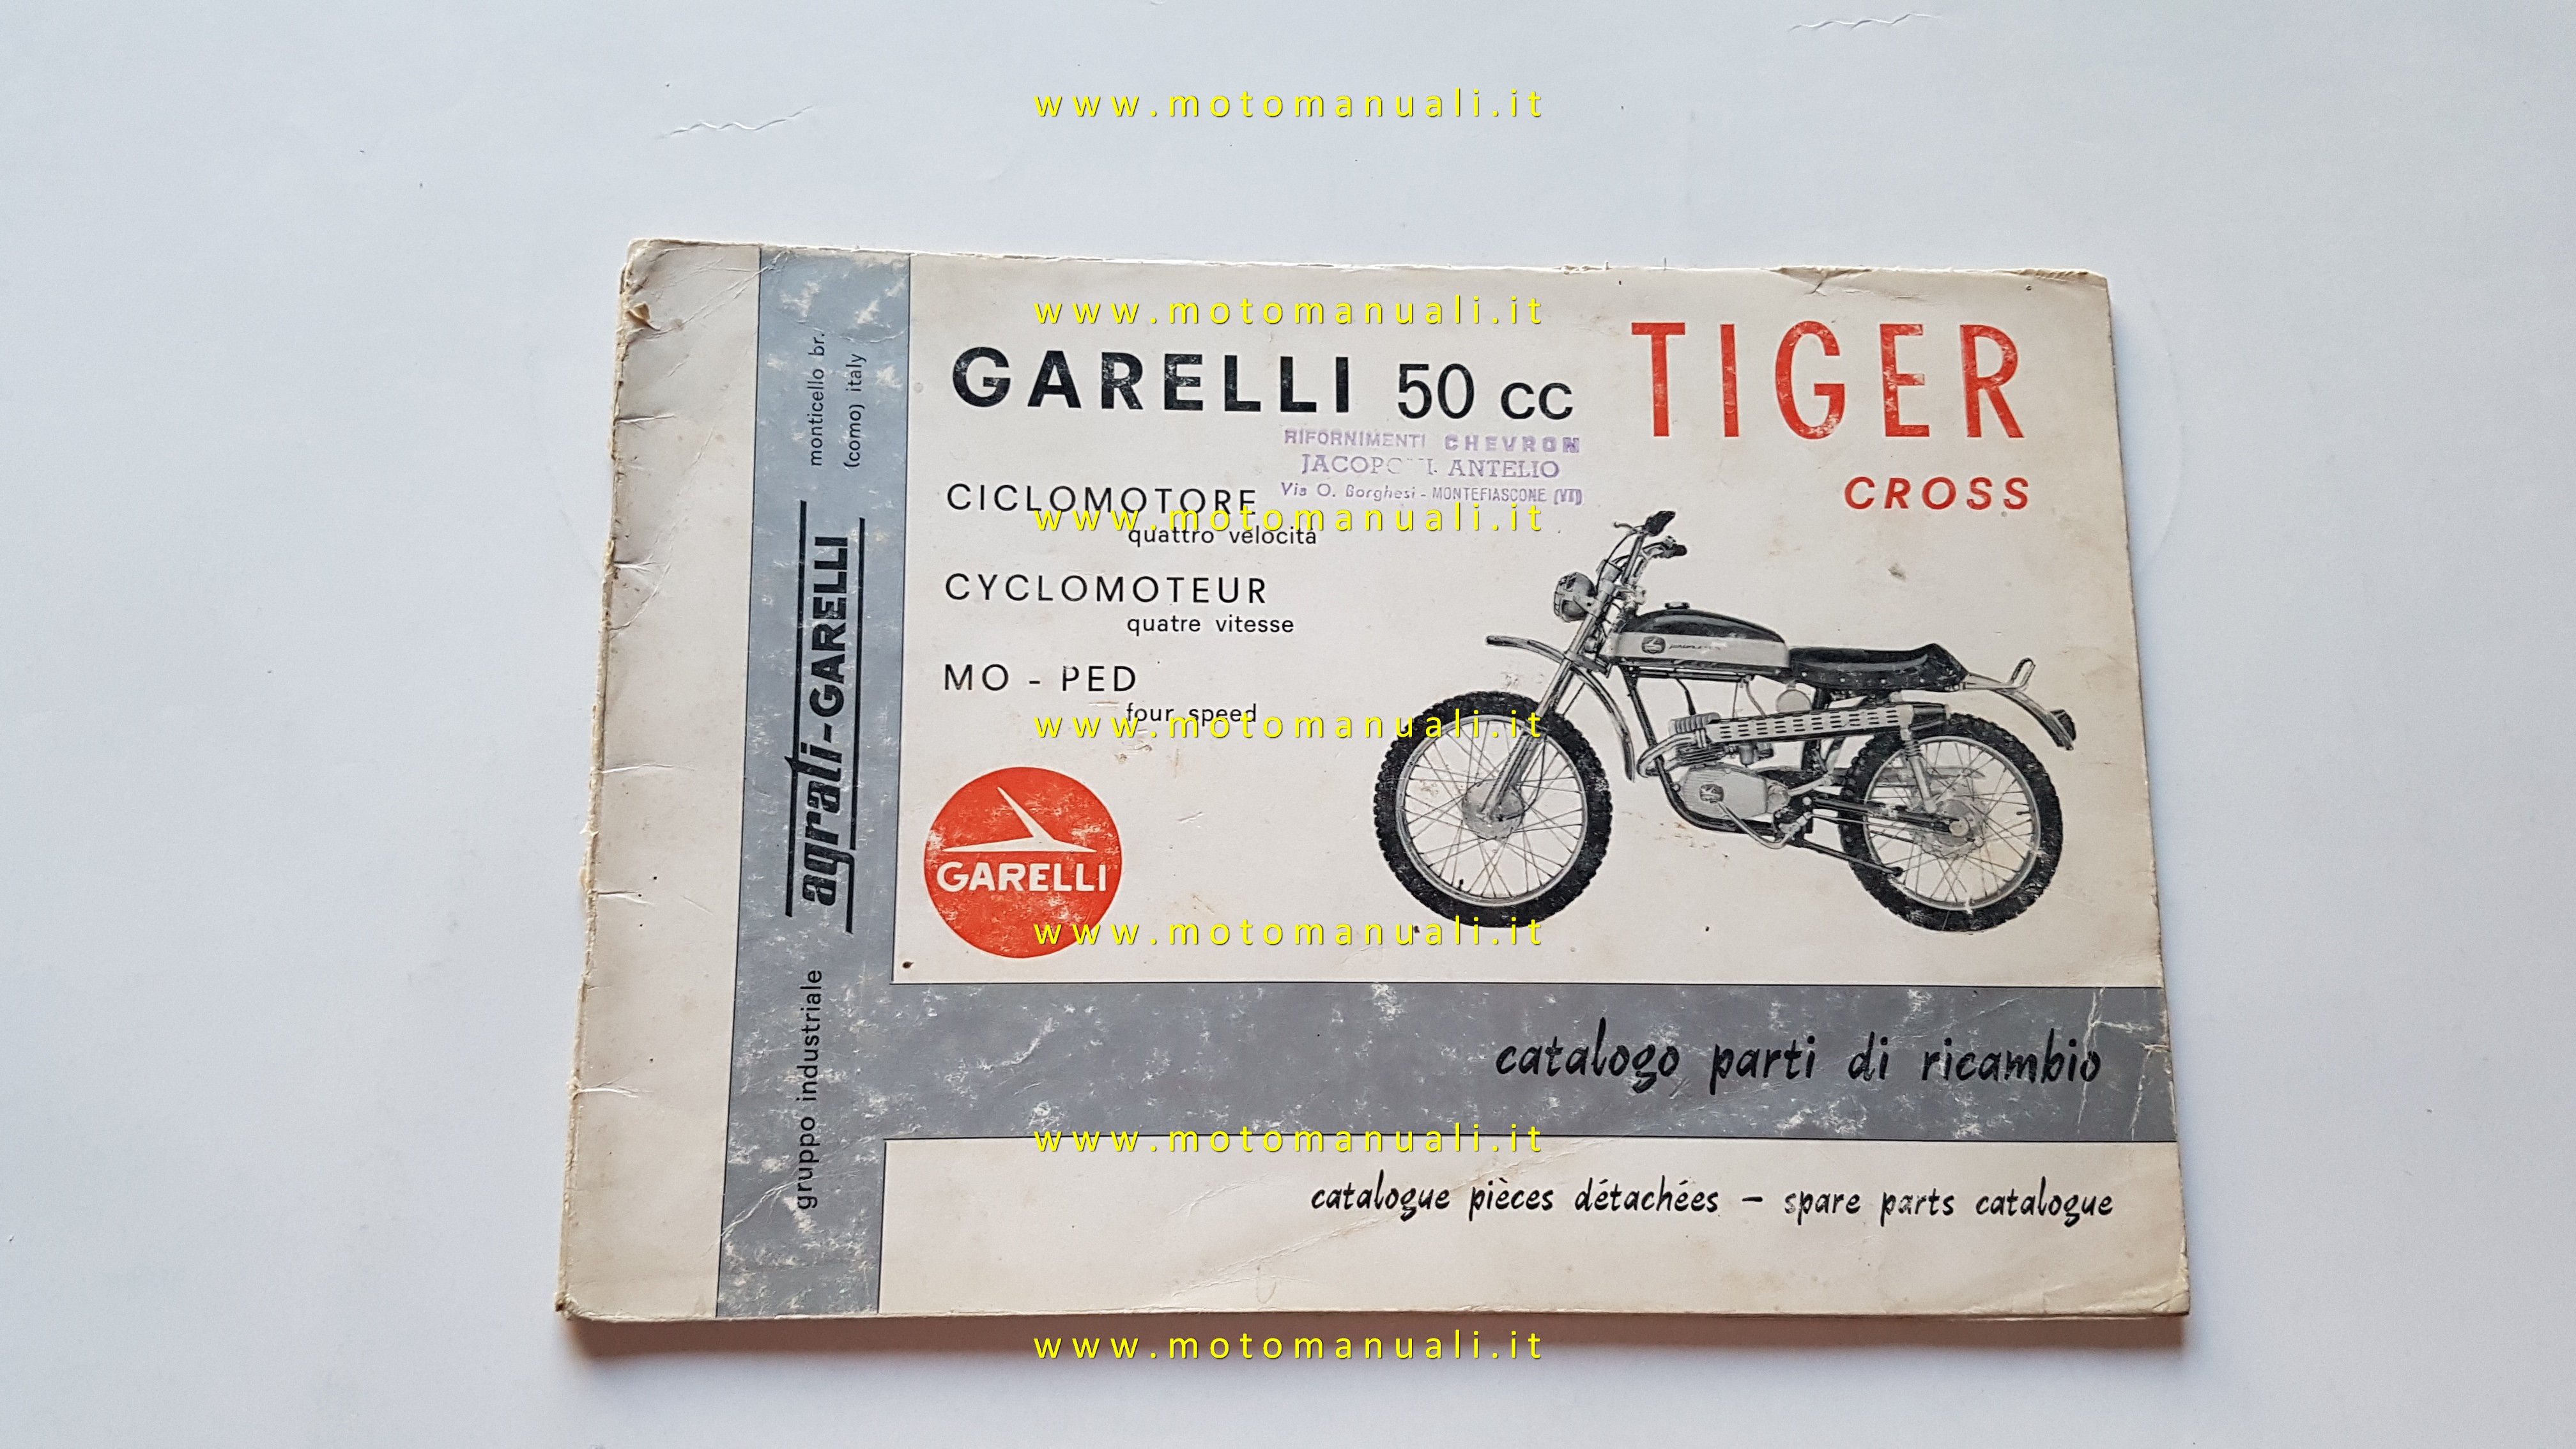 www.motomanuali.it
www.motomanuali.it
GARELLI 50 cc TIGER
CROSS
RIFORNIMENTI CHEVRON
ANTELIO
Via O. Borghesi - MONTEFIASCONE (VT)
CICLOMOTORE
www.motomanuali.it
quattro velocità
CYCLOMOTEUR
quatre vitesse
MO - PED
four speed
www.motomanuali.it
GARELLI
www.motomanuali.it
gruppo industriale agrati-GARELLI monticello br.
(como) italy
catalogo parti di ricambio
www.motomanuali.it
catalogue pièces détachées - spare parts catalogue
www.motomanuali.it